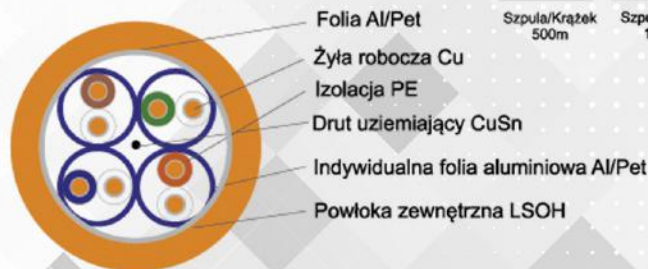 Folia Al/Pet
Żyła robocza Cu
Izolacja PE
Drut uziemiający CuSn
Indywidualna folia aluminiowa Al/Pet
Powłoka zewnętrzna LSOH
Szpula/Krążek
500m